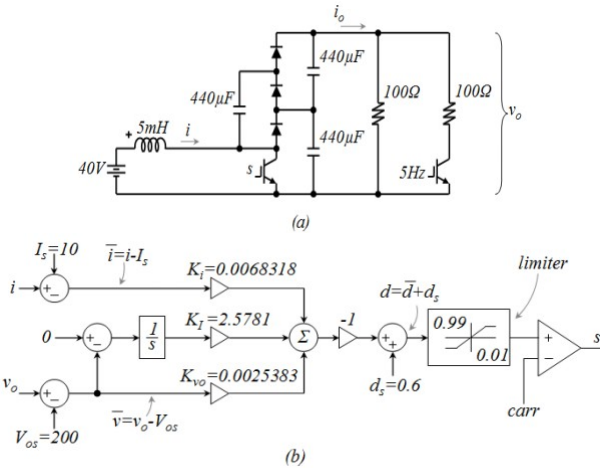 i_o
440μF
440μF
100Ω
100Ω
v_o
+ 5mH
i
440μF
40V
s
5Hz
(a)
I_s=10
i̅=i-I_s
i
+
−
K_i=0.0068318
limiter
-1
d=d̅+d_s
0
+
−
1/s
K_I=2.5781
Σ
+
+
0.99
0.01
+
−
s
v_o
+
−
K_vo=0.0025383
d_s=0.6
carr
V_os=200
v̅=v_o-V_os
(b)